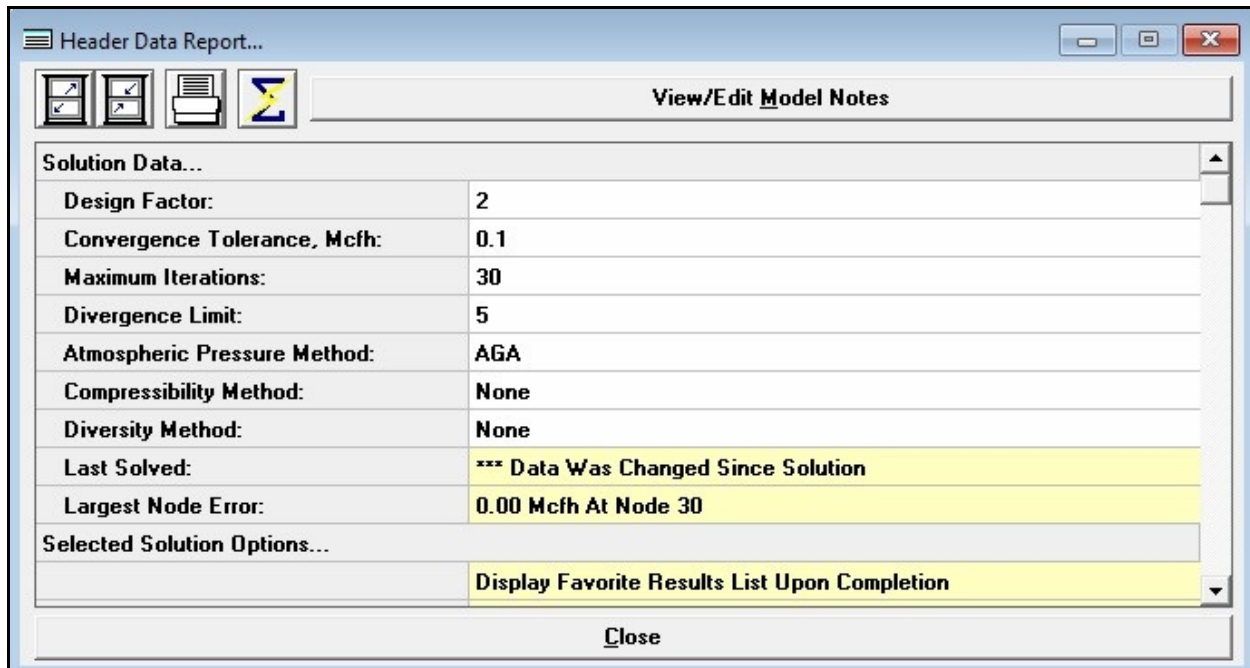 Header Data Report...
View/Edit Model Notes
Solution Data...
Design Factor: 2
Convergence Tolerance, Mcfh: 0.1
Maximum Iterations: 30
Divergence Limit: 5
Atmospheric Pressure Method: AGA
Compressibility Method: None
Diversity Method: None
Last Solved: *** Data Was Changed Since Solution
Largest Node Error: 0.00 Mcfh At Node 30
Selected Solution Options...
Display Favorite Results List Upon Completion
Close